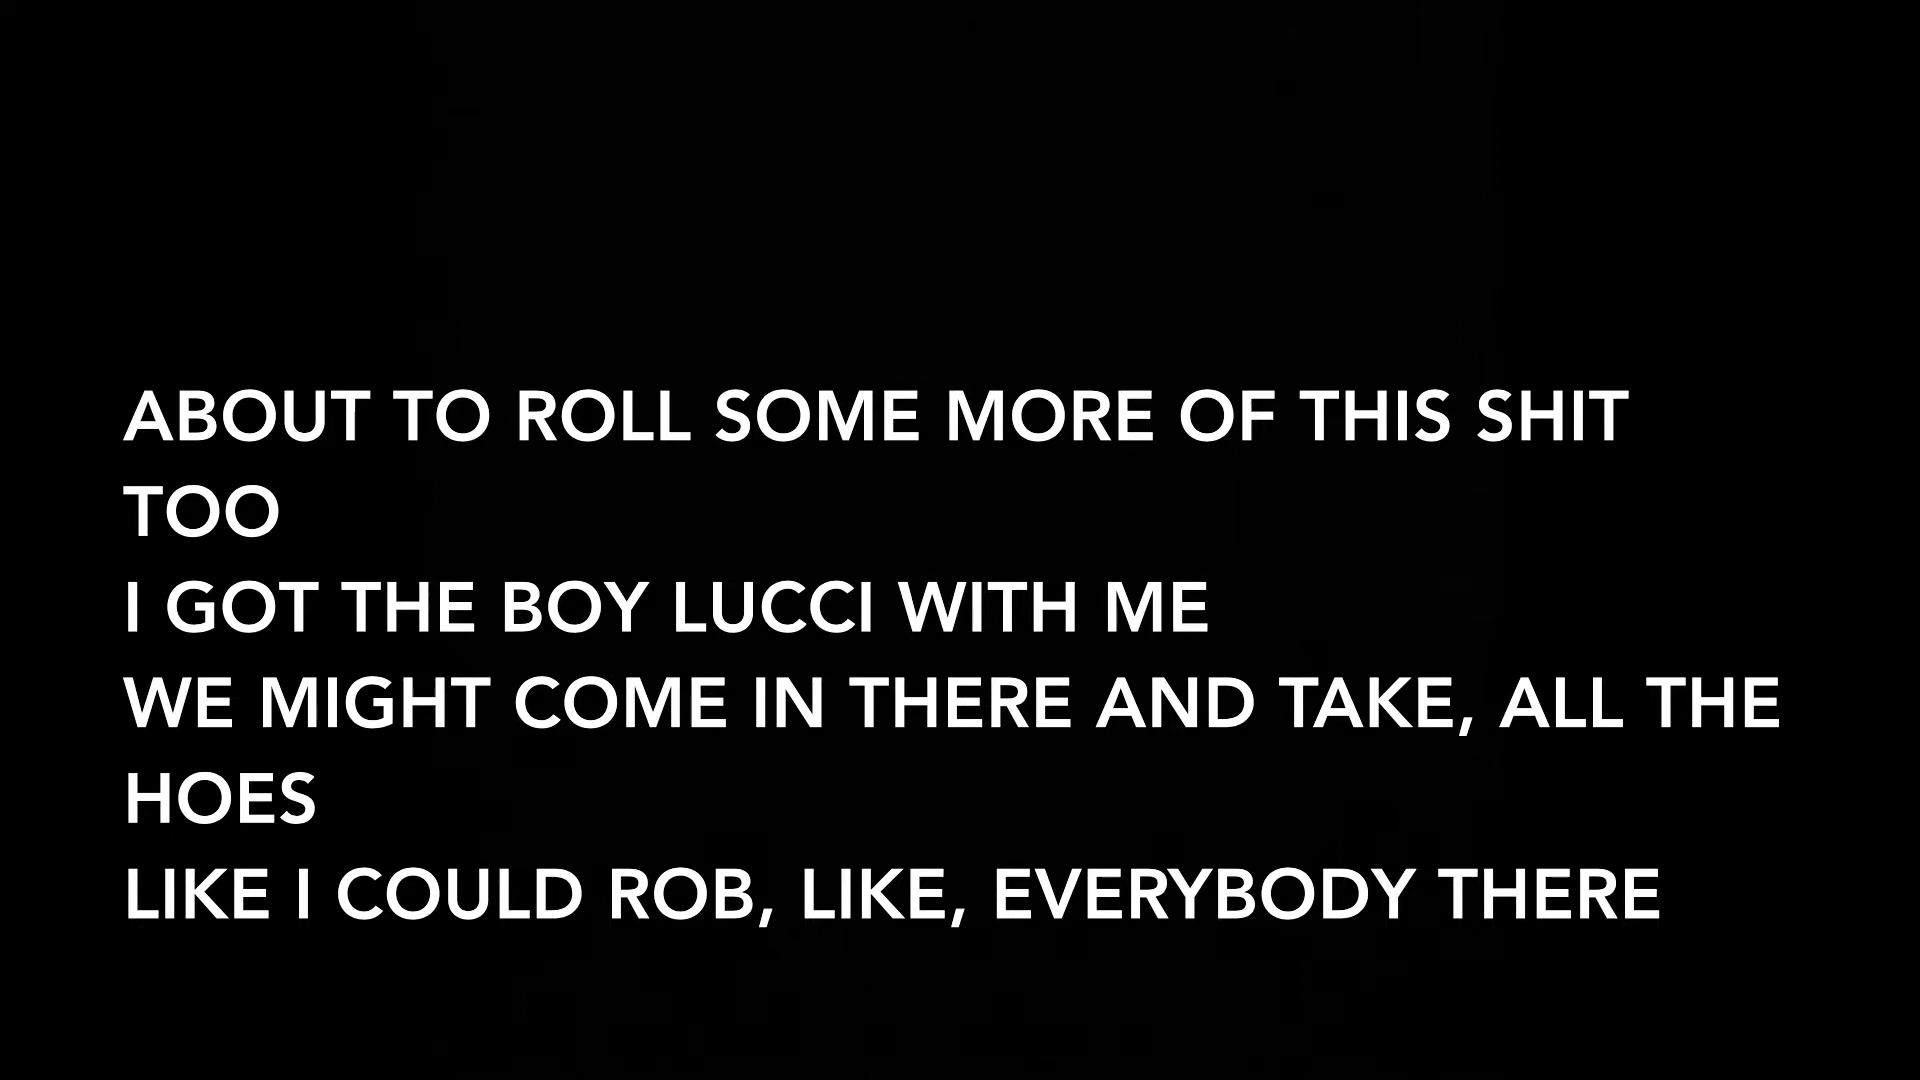 ABOUT TO ROLL SOME MORE OF THIS SHIT
TOO
I GOT THE BOY LUCCI WITH ME
WE MIGHT COME IN THERE AND TAKE, ALL THE
HOES
LIKE I COULD ROB, LIKE, EVERYBODY THERE